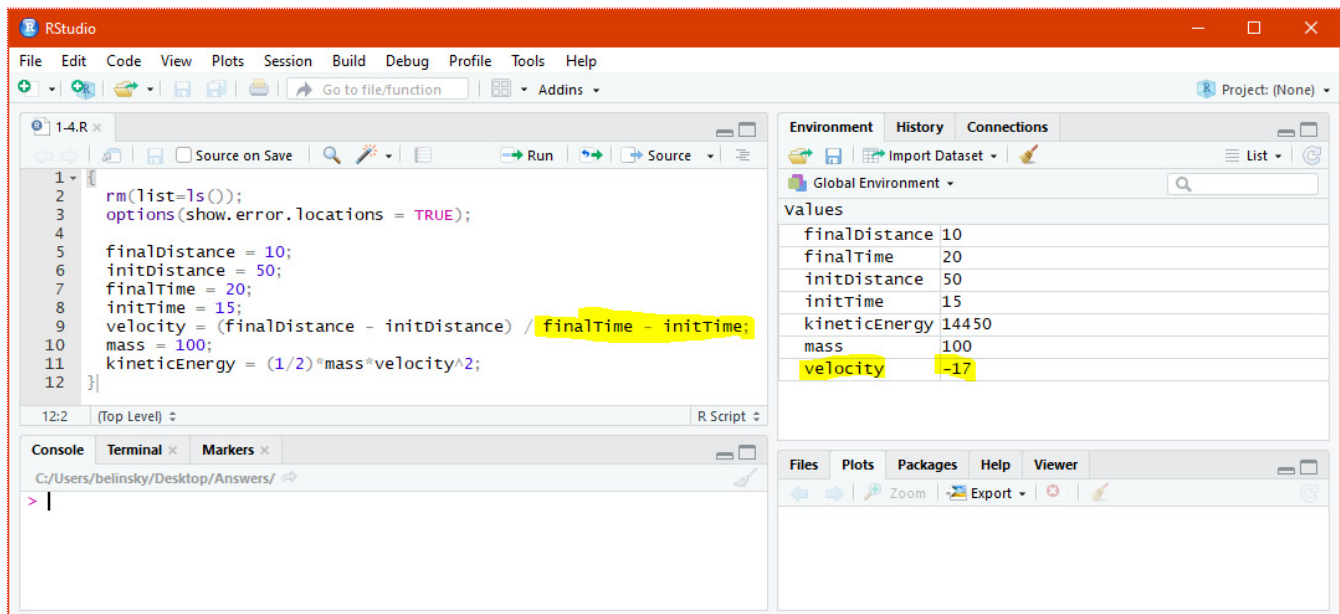 RStudio
File Edit Code View Plots Session Build Debug Profile Tools Help
Go to file/function Addins Project: (None)
1-4.R
Source on Save Run Source
1 {
2 rm(list=ls());
3 options(show.error.locations = TRUE);
4
5 finalDistance = 10;
6 initDistance = 50;
7 finalTime = 20;
8 initTime = 15;
9 velocity = (finalDistance - initDistance) / finalTime - initTime;
10 mass = 100;
11 kineticEnergy = (1/2)*mass*velocity^2;
12 }
12:2 (Top Level) R Script
Console Terminal Markers
C:/Users/belinsky/Desktop/Answers/
>
Environment History Connections
Import Dataset List
Global Environment
Values
finalDistance 10
finalTime 20
initDistance 50
initTime 15
kineticEnergy 14450
mass 100
velocity -17
Files Plots Packages Help Viewer
Zoom Export